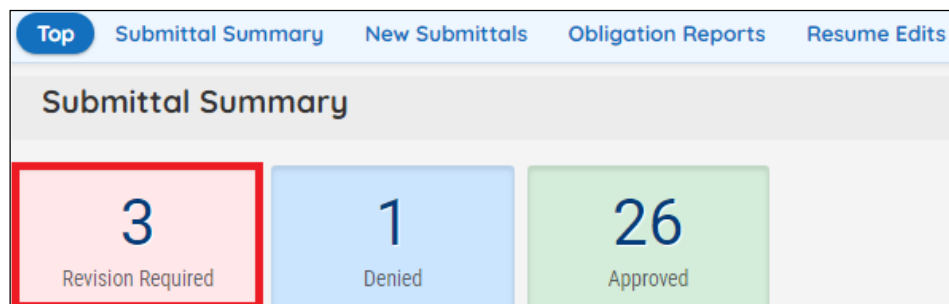 Top Submittal Summary New Submittals Obligation Reports Resume Edits
Submittal Summary
3 1 26
Revision Required Denied Approved